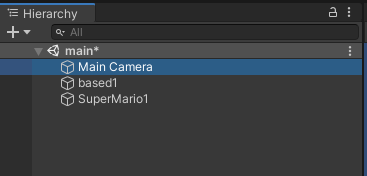 Hierarchy
All
main*
Main Camera
based1
SuperMario1